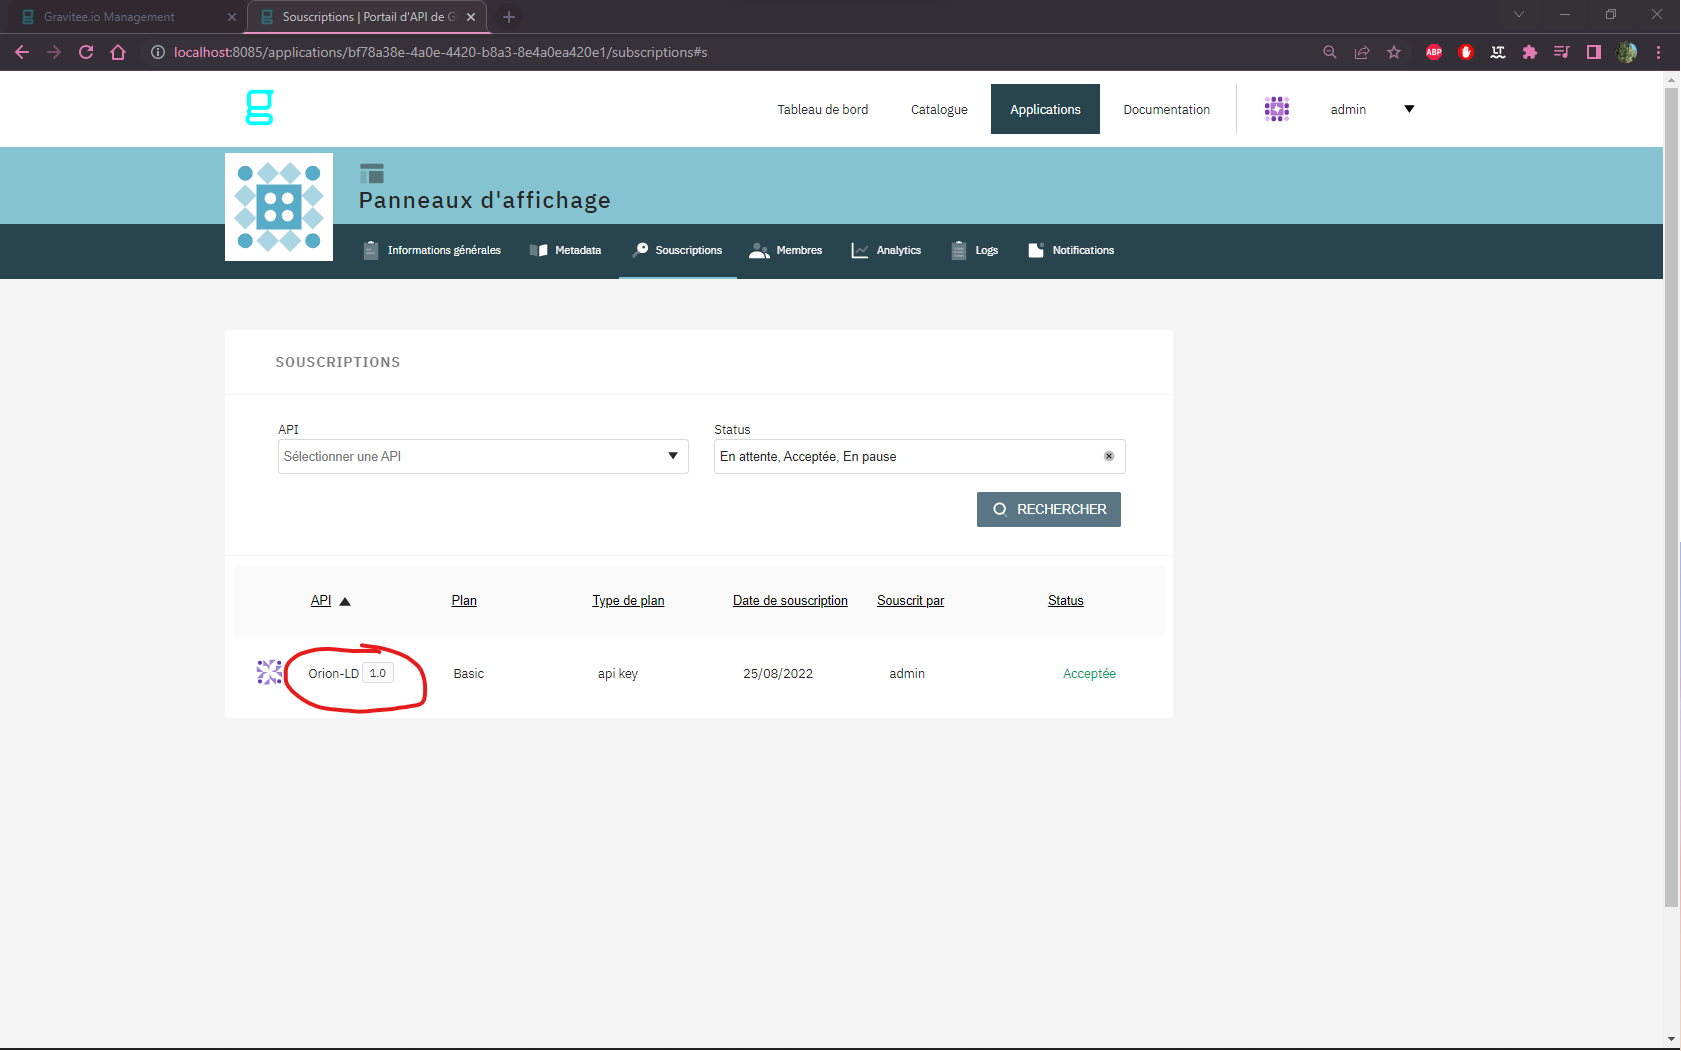 Gravitee.io Management
Souscriptions | Portail d'API de G
localhost:8085/applications/bf78a38e-4a0e-4420-b8a3-8e4a0ea420e1/subscriptions#s
ABP
LT
g
Tableau de bord
Catalogue
Applications
Documentation
admin
Panneaux d'affichage
Informations générales
Metadata
Souscriptions
Membres
Analytics
Logs
Notifications
SOUSCRIPTIONS
API
Status
Sélectionner une API
En attente, Acceptée, En pause
RECHERCHER
API Plan Type de plan Date de souscription Souscrit par Status
Orion-LD 1.0 Basic api key 25/08/2022 admin Acceptée